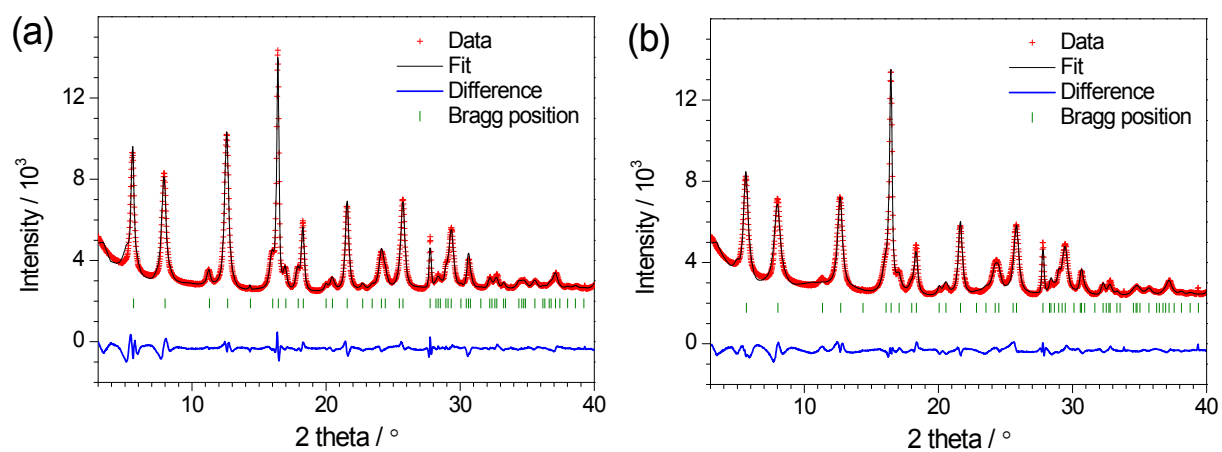 (a)
Data
Fit
Difference
Bragg position
Intensity / 10³
12
8
4
0
10 20 30 40
2 theta / °
(b)
Data
Fit
Difference
Bragg position
Intensity / 10³
12
8
4
0
10 20 30 40
2 theta / °